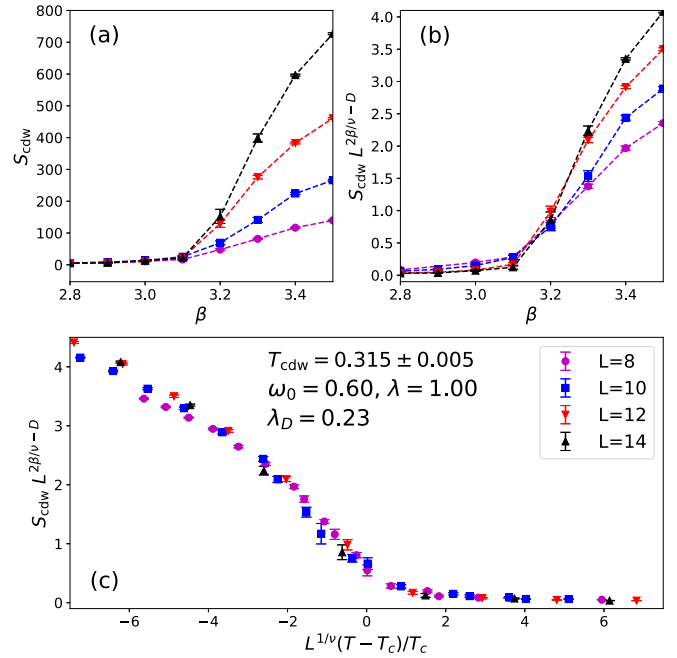 (a)
S_cdw
800
700
600
500
400
300
200
100
0
2.8 3.0 3.2 3.4
β
(b)
S_cdw L^{2β/ν−D}
4.0
3.5
3.0
2.5
2.0
1.5
1.0
0.5
0.0
2.8 3.0 3.2 3.4
β
S_cdw L^{2β/ν−D}
4
3
2
1
0
T_cdw = 0.315 ± 0.005
ω₀ = 0.60, λ = 1.00
λ_D = 0.23
L=8
L=10
L=12
L=14
(c)
−6 −4 −2 0 2 4 6
L^{1/ν}(T − T_c)/T_c